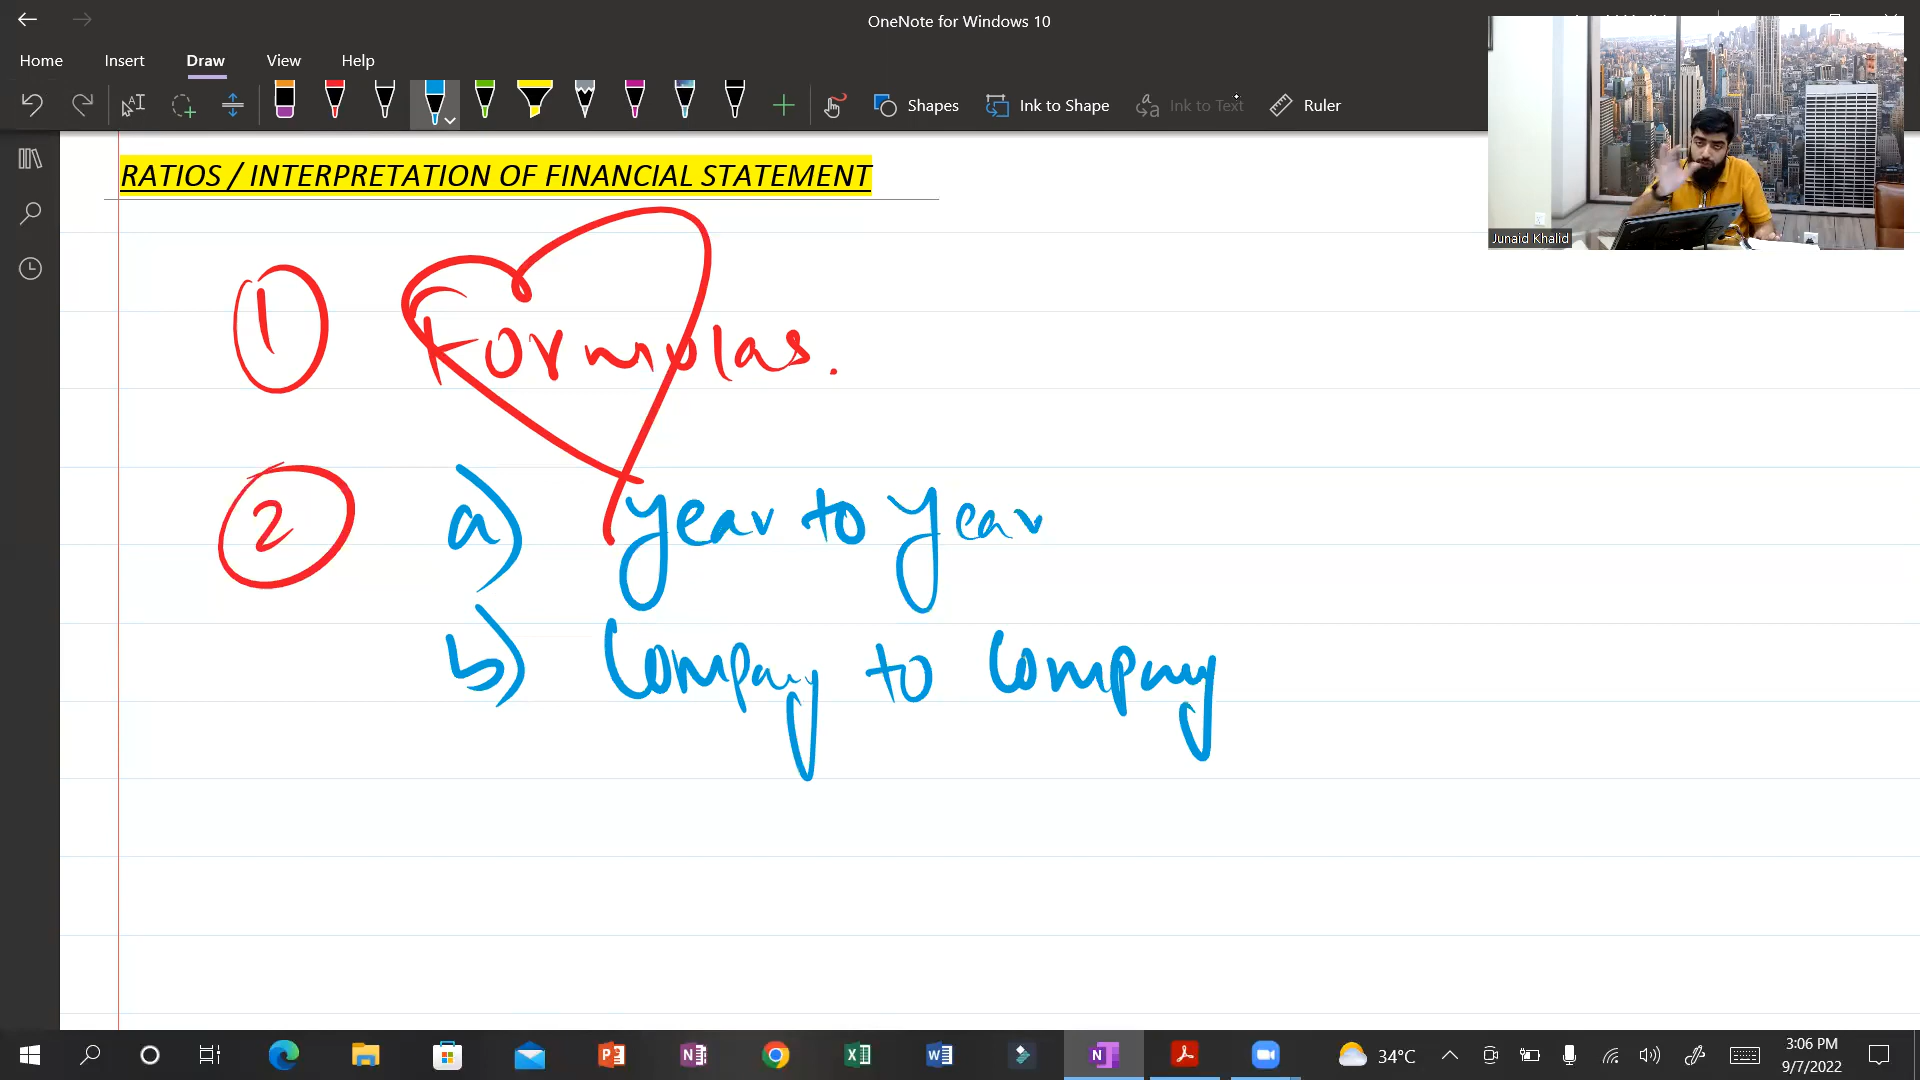 OneNote for Windows 10
Home Insert Draw View Help
Shapes Ink to Shape Ink to Text Ruler
Junaid Khalid
RATIOS / INTERPRETATION OF FINANCIAL STATEMENT
1 Formulas.
2 a) year to year
b) Company to Company
34°C
3:06 PM
9/7/2022